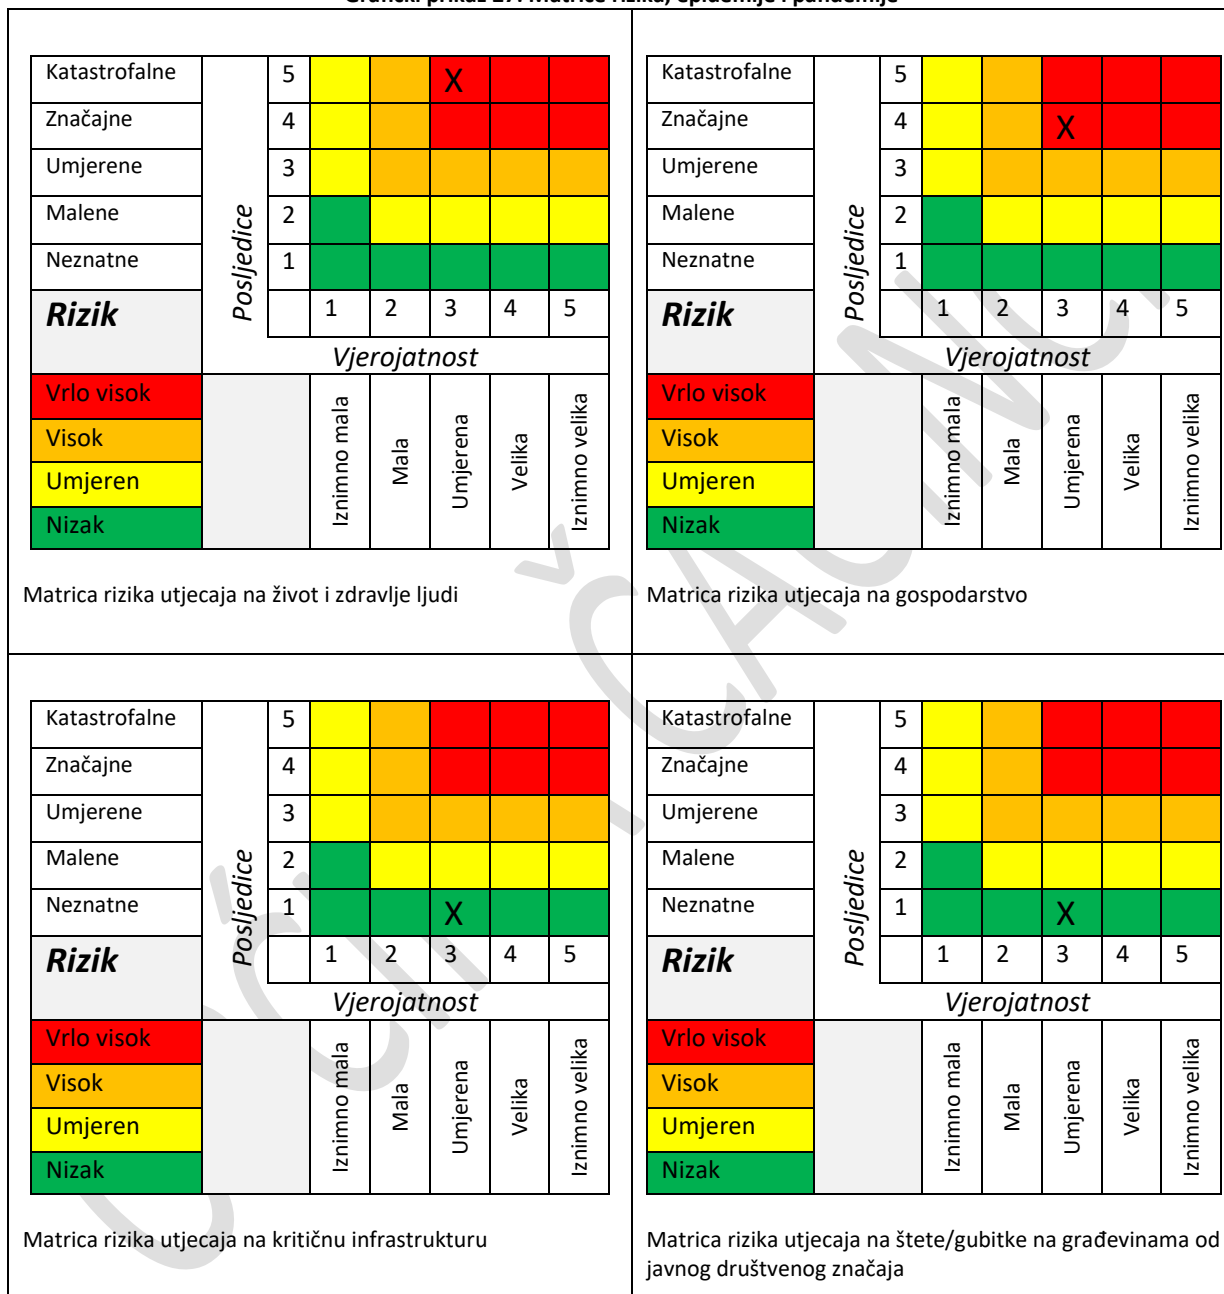 Grafički prikaz 27. Matrice rizika, epidemije i pandemije
Katastrofalne 5 X
Značajne 4
Umjerene 3
Malene 2
Neznatne 1
Posljedice
Rizik 1 2 3 4 5
Vjerojatnost
Vrlo visok
Visok
Umjeren
Nizak
Iznimno mala
Mala
Umjerena
Velika
Iznimno velika
Matrica rizika utjecaja na život i zdravlje ljudi
Katastrofalne 5
Značajne 4 X
Umjerene 3
Malene 2
Neznatne 1
Posljedice
Rizik 1 2 3 4 5
Vjerojatnost
Vrlo visok
Visok
Umjeren
Nizak
Iznimno mala
Mala
Umjerena
Velika
Iznimno velika
Matrica rizika utjecaja na gospodarstvo
Katastrofalne 5
Značajne 4
Umjerene 3
Malene 2
Neznatne 1 X
Posljedice
Rizik 1 2 3 4 5
Vjerojatnost
Vrlo visok
Visok
Umjeren
Nizak
Iznimno mala
Mala
Umjerena
Velika
Iznimno velika
Matrica rizika utjecaja na kritičnu infrastrukturu
Katastrofalne 5
Značajne 4
Umjerene 3
Malene 2
Neznatne 1 X
Posljedice
Rizik 1 2 3 4 5
Vjerojatnost
Vrlo visok
Visok
Umjeren
Nizak
Iznimno mala
Mala
Umjerena
Velika
Iznimno velika
Matrica rizika utjecaja na štete/gubitke na građevinama od
javnog društvenog značaja